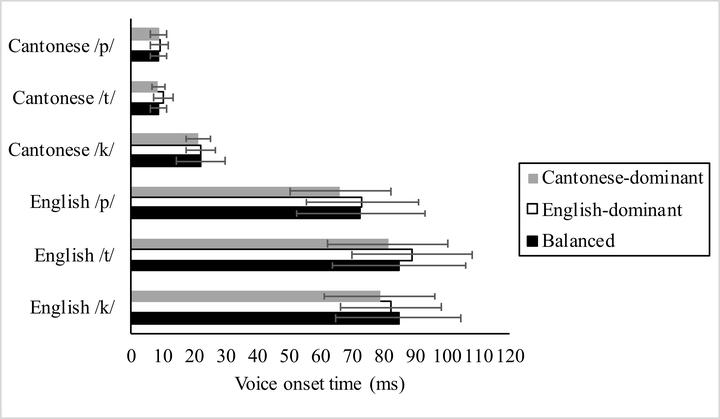 Cantonese /p/
Cantonese /t/
Cantonese /k/
English /p/
English /t/
English /k/
Cantonese-dominant
English-dominant
Balanced
0 10 20 30 40 50 60 70 80 90 100 110 120
Voice onset time (ms)